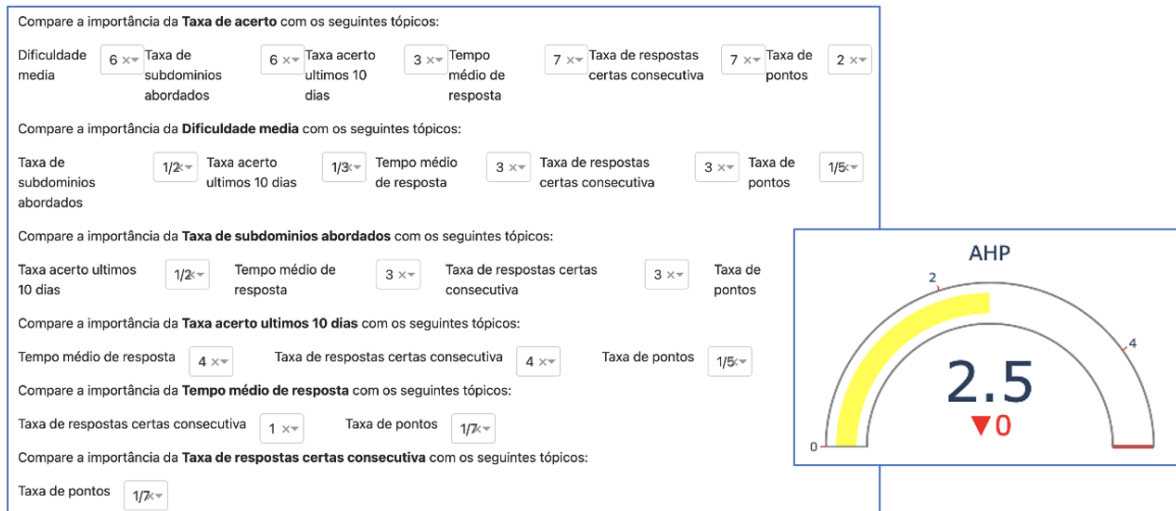 Compare a importância da Taxa de acerto com os seguintes tópicos:
Dificuldade media 6 Taxa de subdominios abordados 6 Taxa acerto ultimos 10 dias 3 Tempo médio de resposta 7 Taxa de respostas certas consecutiva 7 Taxa de pontos 2
Compare a importância da Dificuldade media com os seguintes tópicos:
Taxa de subdominios abordados 1/2 Taxa acerto ultimos 10 dias 1/3 Tempo médio de resposta 3 Taxa de respostas certas consecutiva 3 Taxa de pontos 1/5
Compare a importância da Taxa de subdominios abordados com os seguintes tópicos:
Taxa acerto ultimos 10 dias 1/2 Tempo médio de resposta 3 Taxa de respostas certas consecutiva 3 Taxa de pontos
Compare a importância da Taxa acerto ultimos 10 dias com os seguintes tópicos:
Tempo médio de resposta 4 Taxa de respostas certas consecutiva 4 Taxa de pontos 1/5
Compare a importância da Tempo médio de resposta com os seguintes tópicos:
Taxa de respostas certas consecutiva 1 Taxa de pontos 1/7
Compare a importância da Taxa de respostas certas consecutiva com os seguintes tópicos:
Taxa de pontos 1/7
AHP
2
4
2.5
▼0
0